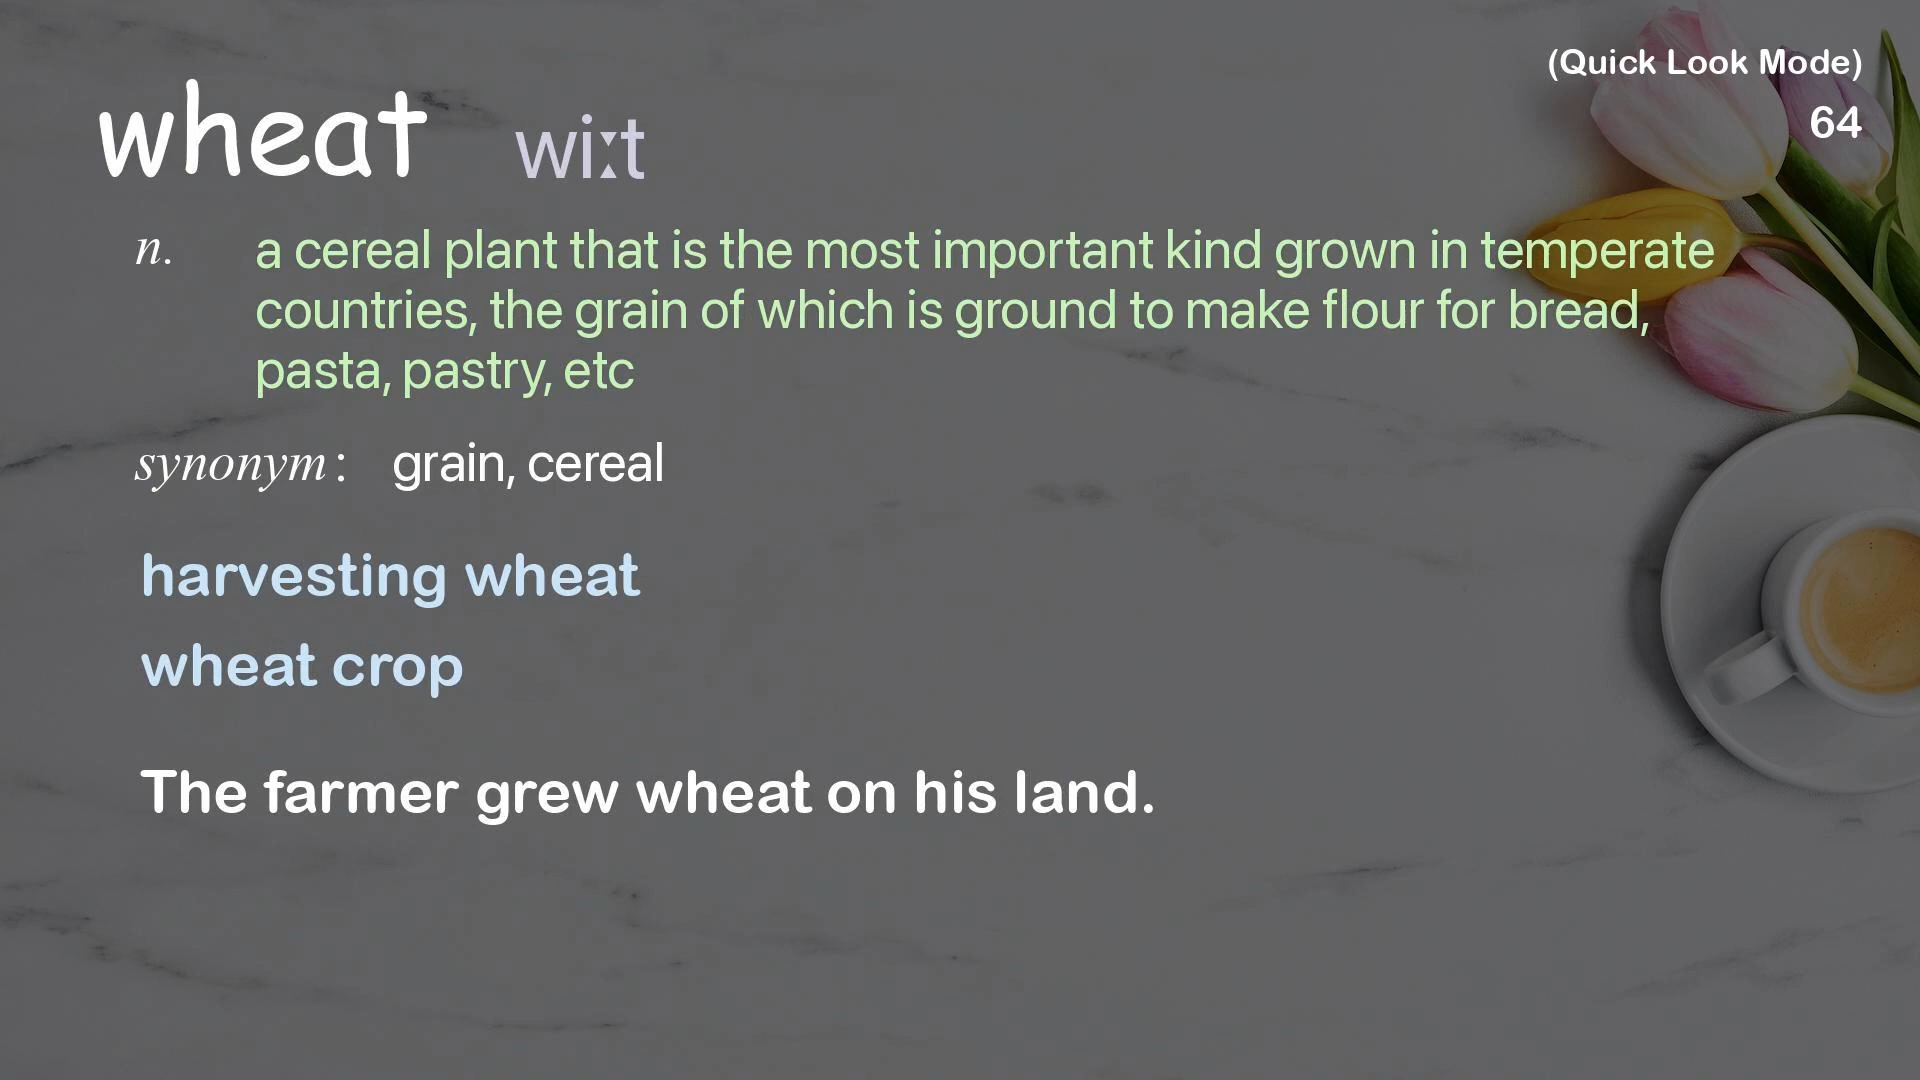 (Quick Look Mode)
64
wheat wiːt
n. a cereal plant that is the most important kind grown in temperate
countries, the grain of which is ground to make flour for bread,
pasta, pastry, etc
synonym: grain, cereal
harvesting wheat
wheat crop
The farmer grew wheat on his land.